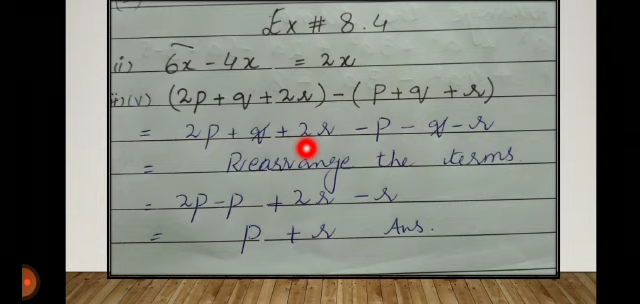 Ex # 8.4
(i) 6x - 4x = 2x
(v) (2p + q + 2r) - (p + q + r)
= 2p + q + 2r - p - q - r
= Rearrange the terms.
= 2p - p + 2r - r
= p + r Ans.